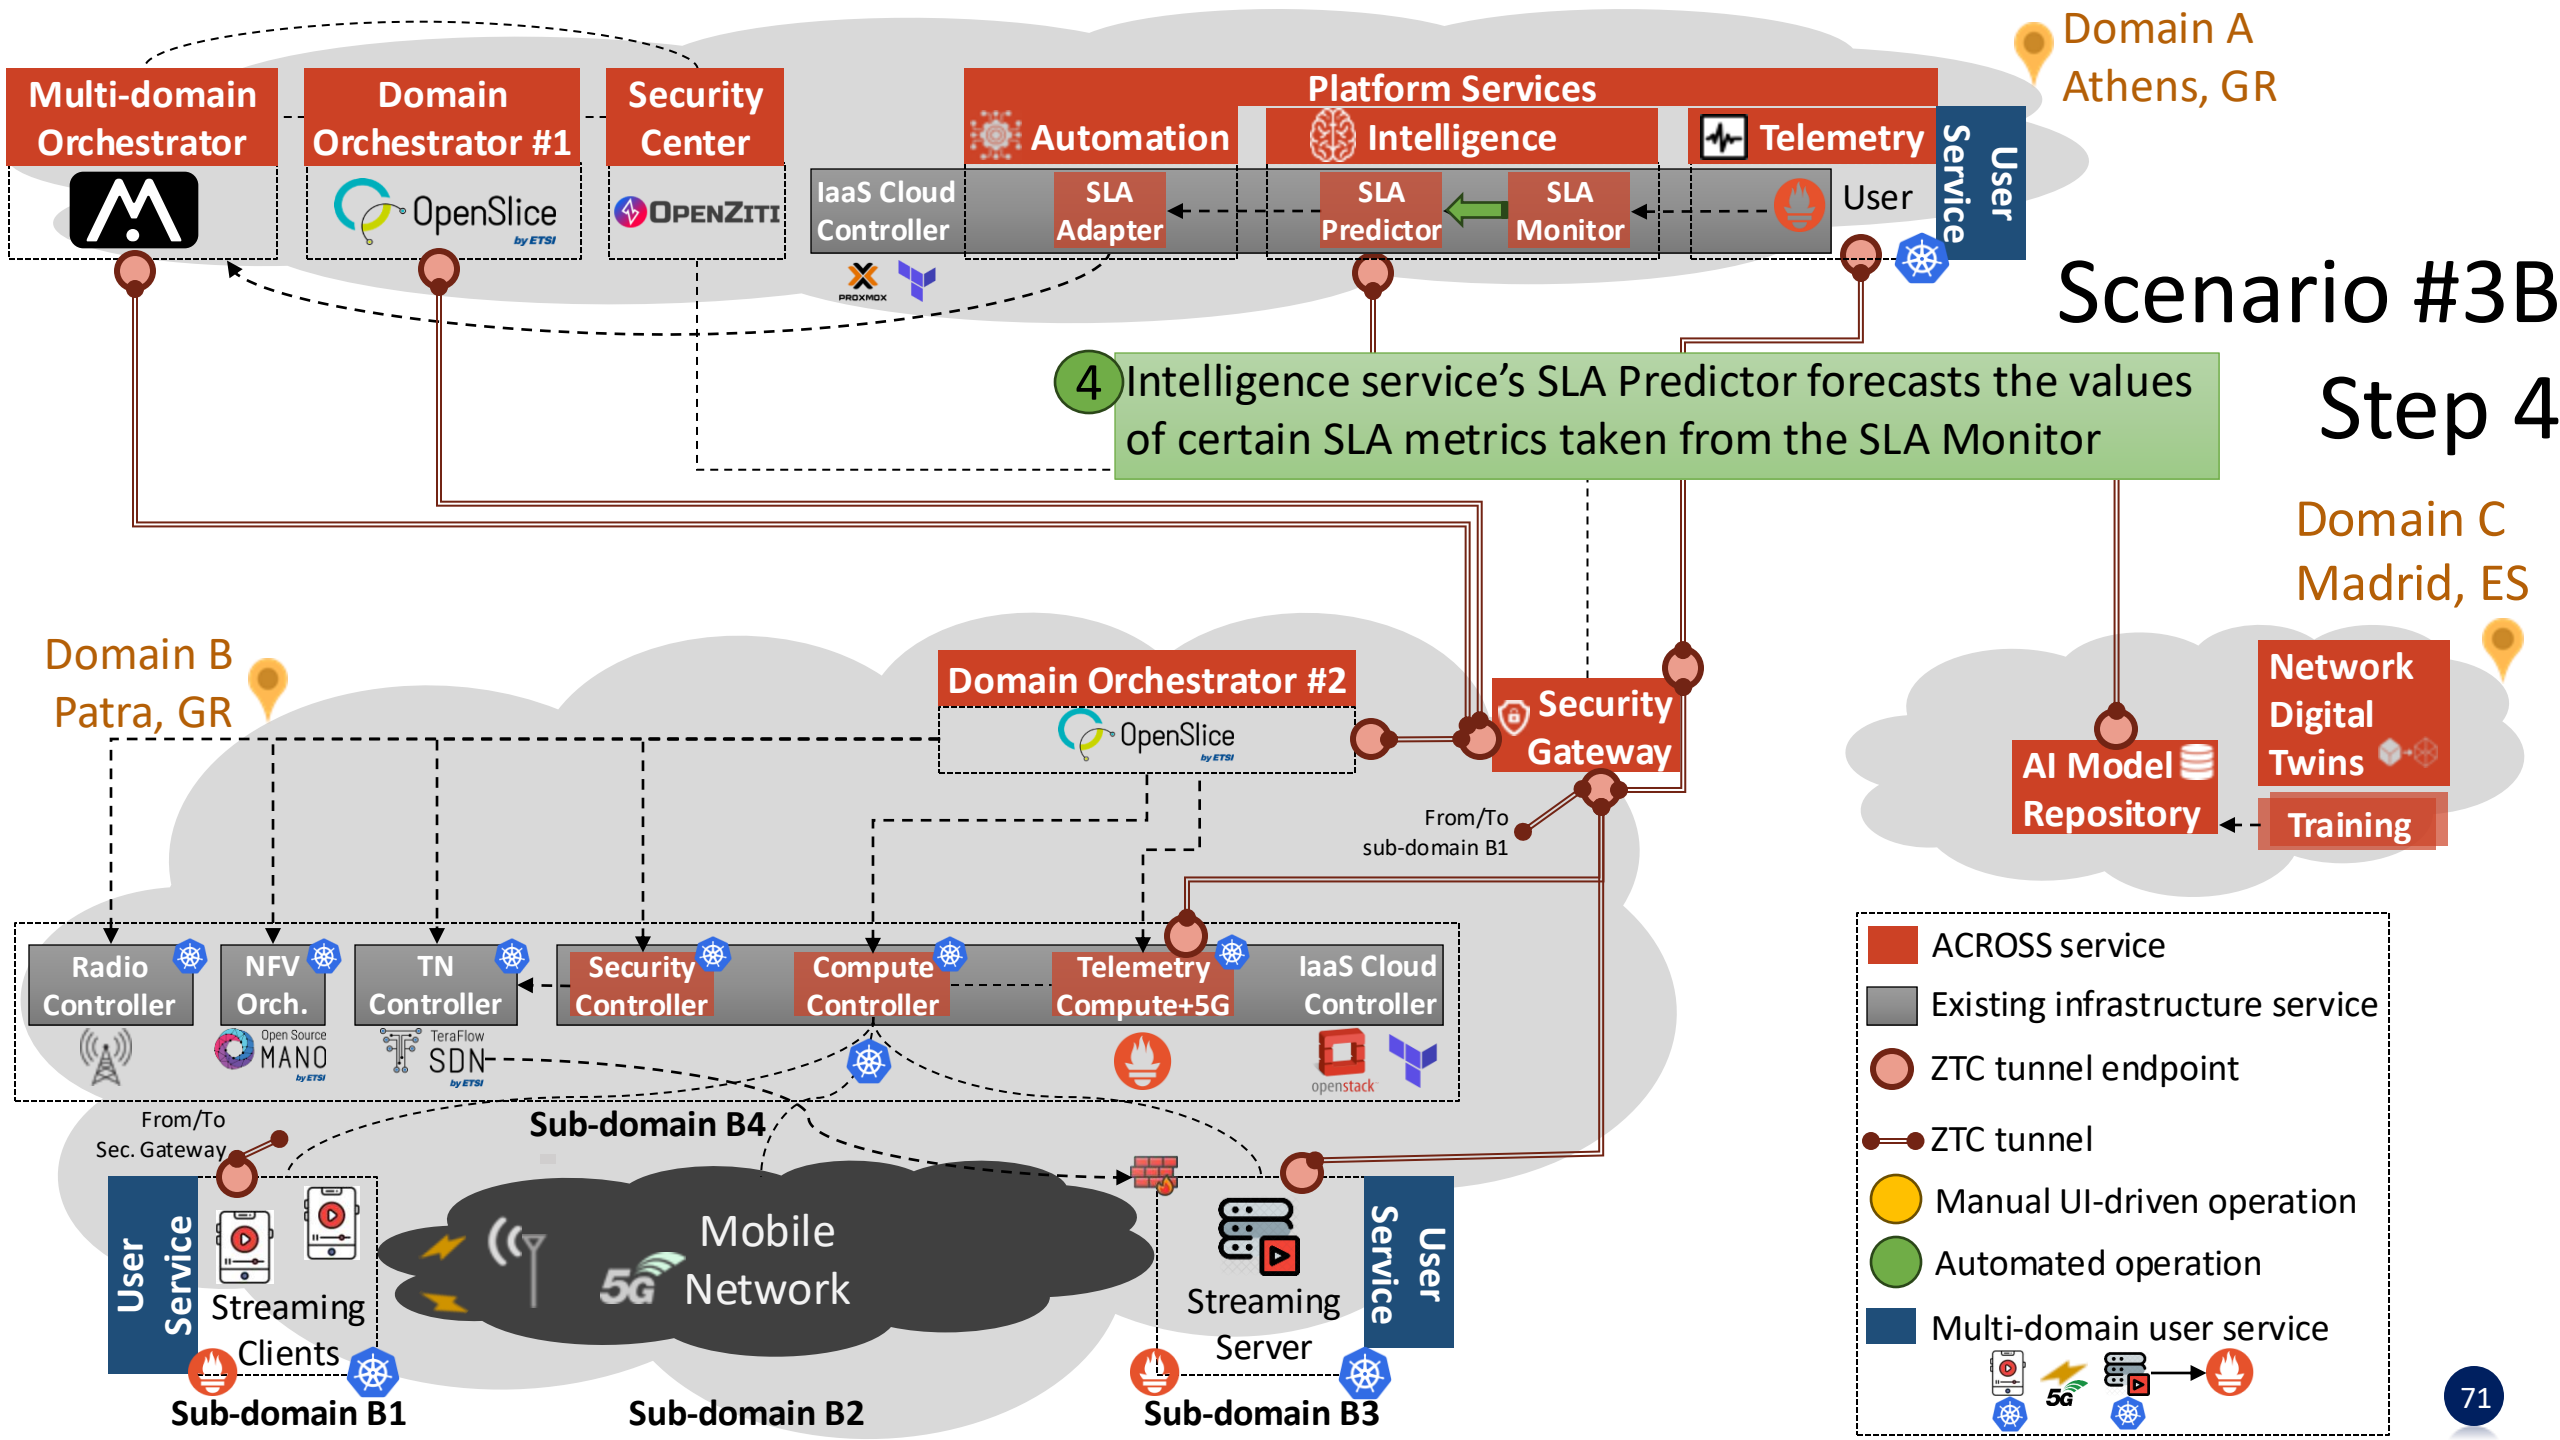 Domain A
Athens, GR
Multi-domain
Orchestrator
Domain
Orchestrator #1
Security
Center
Platform Services
Automation
Intelligence
Telemetry
User
Service
OpenSlice
by ETSI
OPENZITI
IaaS Cloud
Controller
SLA
Adapter
SLA
Predictor
SLA
Monitor
User
PROXMOX
Scenario #3B
Step 4
4
Intelligence service’s SLA Predictor forecasts the values
of certain SLA metrics taken from the SLA Monitor
Domain C
Madrid, ES
Domain B
Patra, GR
Domain Orchestrator #2
OpenSlice
by ETSI
Security
Gateway
Network
Digital
Twins
AI Model
Repository
Training
From/To
sub-domain B1
Radio
Controller
NFV
Orch.
TN
Controller
Security
Controller
Compute
Controller
Telemetry
Compute+5G
IaaS Cloud
Controller
Open Source
MANO
by ETSI
TeraFlow
SDN
by ETSI
openstack
Sub-domain B4
From/To
Sec. Gateway
User
Service
Streaming
Clients
5G
Mobile
Network
Streaming
Server
User
Service
Sub-domain B1
Sub-domain B2
Sub-domain B3
ACROSS service
Existing infrastructure service
ZTC tunnel endpoint
ZTC tunnel
Manual UI-driven operation
Automated operation
Multi-domain user service
5G
71